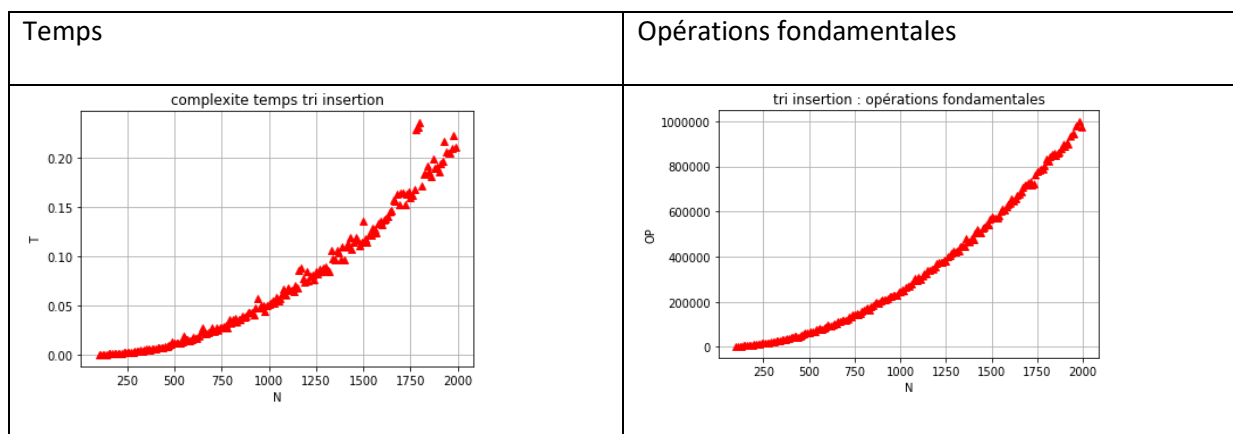 Temps
Opérations fondamentales
complexite temps tri insertion
T
0.20
0.15
0.10
0.05
0.00
250 500 750 1000 1250 1500 1750 2000
N
tri insertion : opérations fondamentales
OP
1000000
800000
600000
400000
200000
0
250 500 750 1000 1250 1500 1750 2000
N